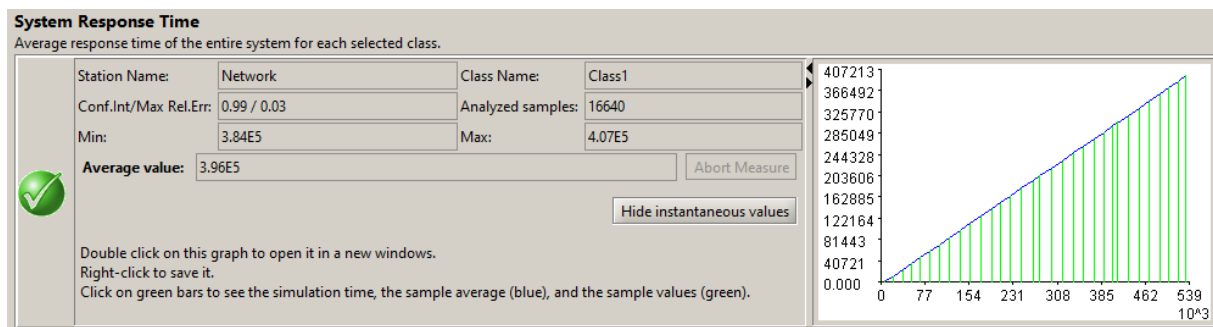 System Response Time
Average response time of the entire system for each selected class.
Station Name: Network Class Name: Class1
Conf.Int/Max Rel.Err: 0.99 / 0.03 Analyzed samples: 16640
Min: 3.84E5 Max: 4.07E5
Average value: 3.96E5 Abort Measure
Hide instantaneous values
Double click on this graph to open it in a new windows.
Right-click to save it.
Click on green bars to see the simulation time, the sample average (blue), and the sample values (green).
407213
366492
325770
285049
244328
203606
162885
122164
81443
40721
0.000
0 77 154 231 308 385 462 539
10^3